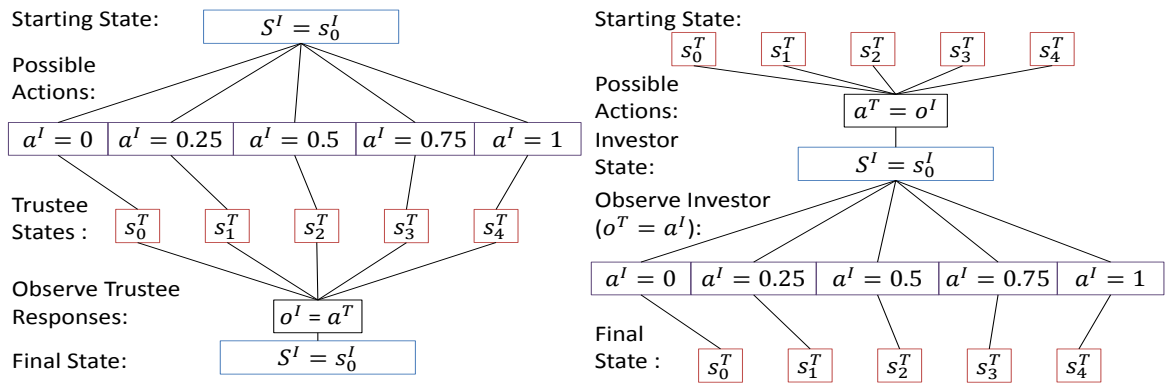 Starting State:
S^I = s_0^I
Possible
Actions:
a^I = 0 a^I = 0.25 a^I = 0.5 a^I = 0.75 a^I = 1
Trustee
States :
s_0^T s_1^T s_2^T s_3^T s_4^T
Observe Trustee
Responses:
o^I = a^T
Final State:
S^I = s_0^I
Starting State:
s_0^T s_1^T s_2^T s_3^T s_4^T
Possible
Actions:
a^T = o^I
Investor
State:
S^I = s_0^I
Observe Investor
(o^T = a^I):
a^I = 0 a^I = 0.25 a^I = 0.5 a^I = 0.75 a^I = 1
Final
State :
s_0^T s_1^T s_2^T s_3^T s_4^T